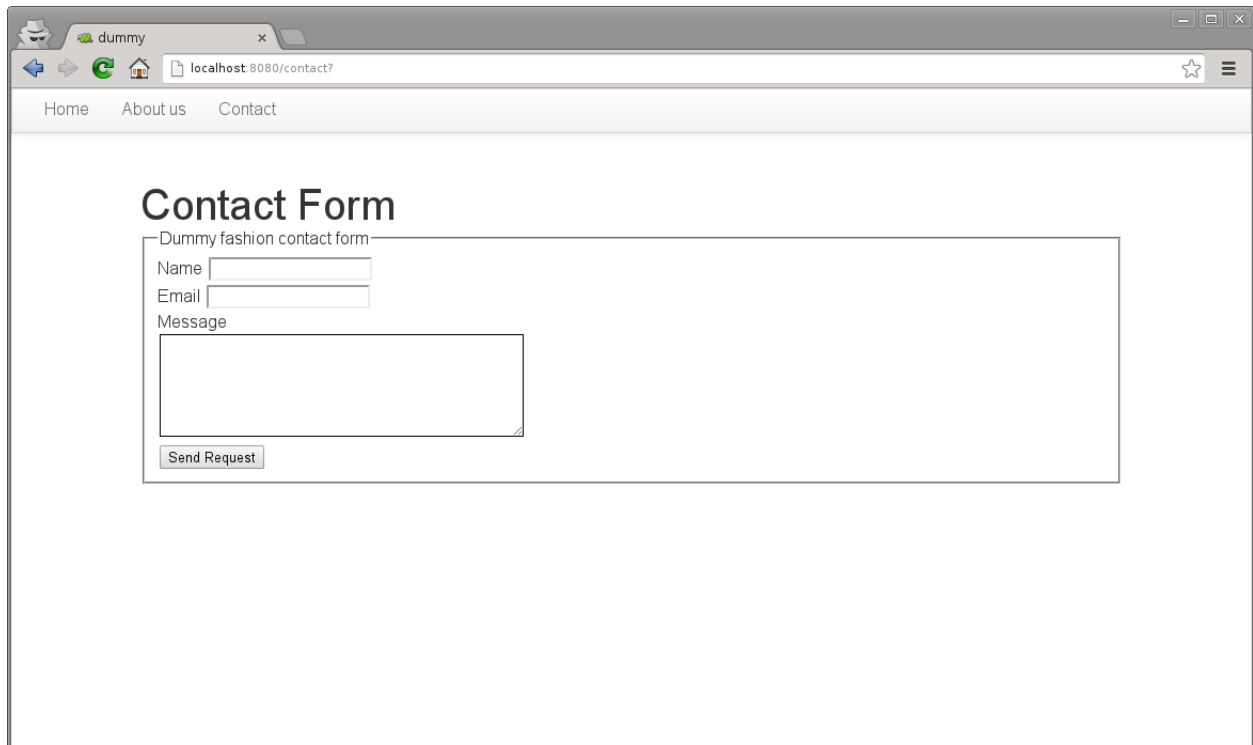 dummy
localhost:8080/contact?
Home About us Contact
Contact Form
Dummy fashion contact form
Name
Email
Message
Send Request